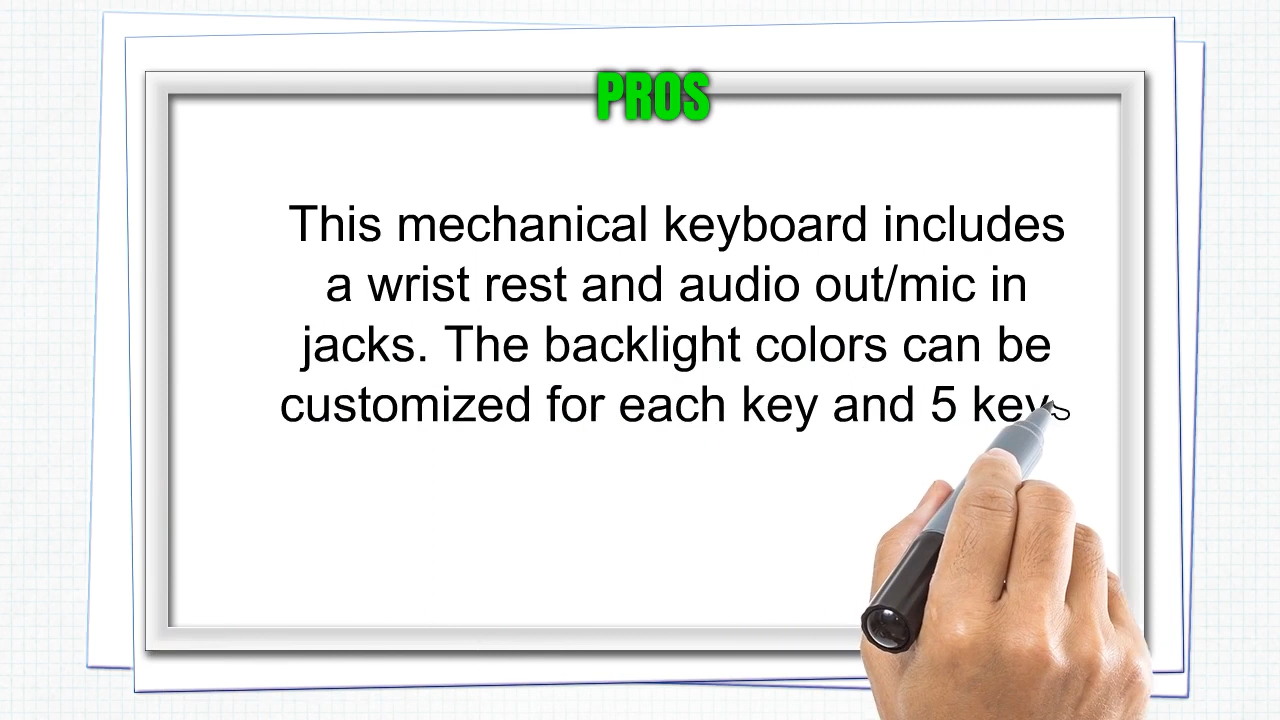 PROS
This mechanical keyboard includes
a wrist rest and audio out/mic in
jacks. The backlight colors can be
customized for each key and 5 keys